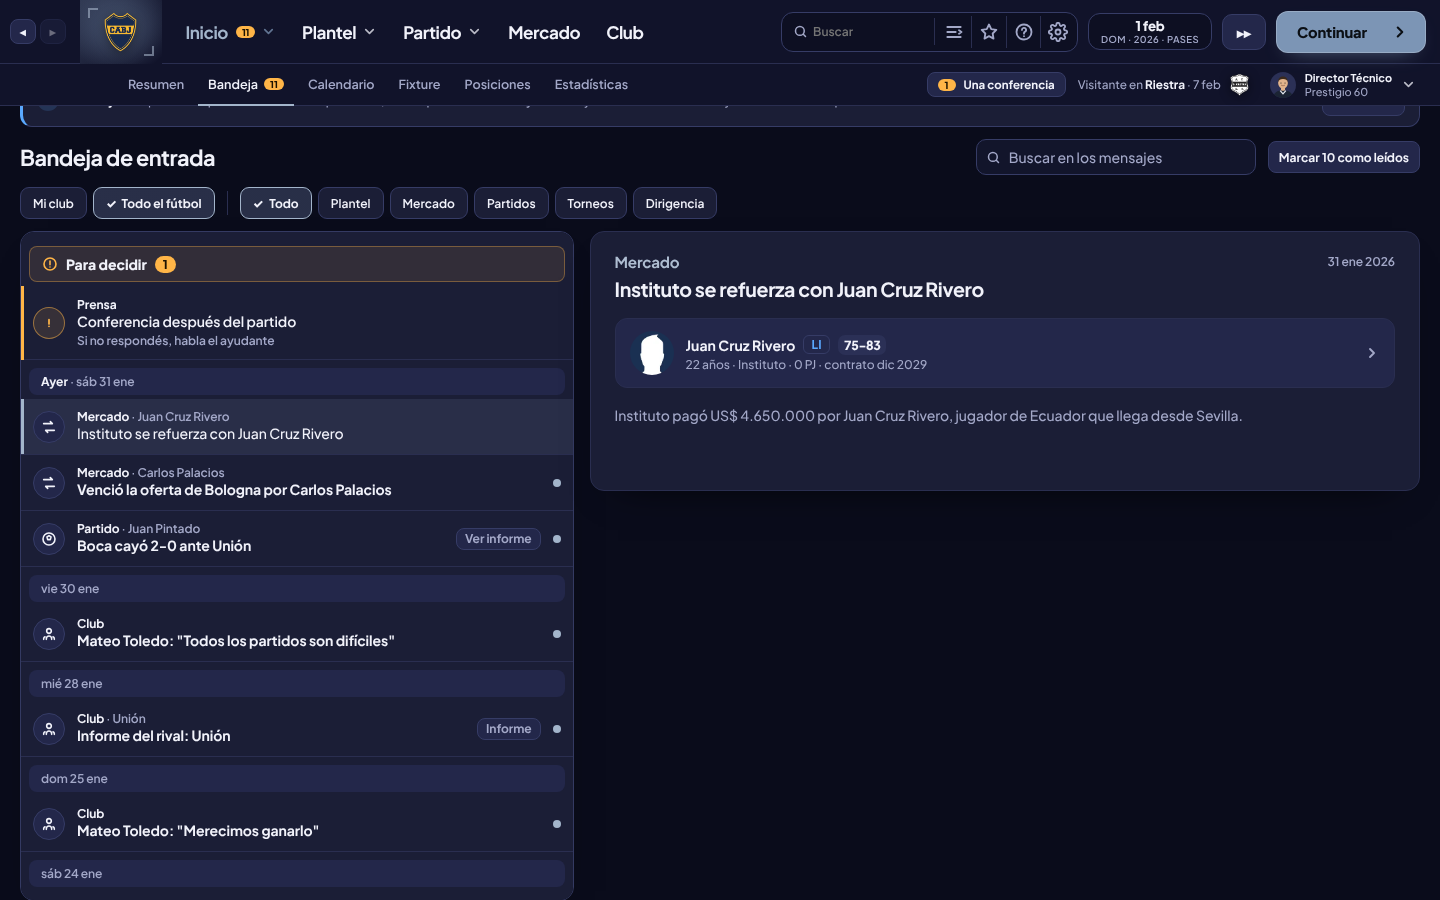 CABJ
Inicio 11
Plantel
Partido
Mercado
Club
Buscar
1 feb
DOM · 2026 · PASES
Continuar
Resumen
Bandeja 11
Calendario
Fixture
Posiciones
Estadísticas
1 Una conferencia
Visitante en Riestra · 7 feb
Director Técnico
Prestigio 60
Bandeja de entrada
Buscar en los mensajes
Marcar 10 como leídos
Mi club
✓ Todo el fútbol
✓ Todo
Plantel
Mercado
Partidos
Torneos
Dirigencia
Para decidir 1
Prensa
! Conferencia después del partido
Si no respondés, habla el ayudante
Ayer · sáb 31 ene
Mercado · Juan Cruz Rivero
Instituto se refuerza con Juan Cruz Rivero
Mercado · Carlos Palacios
Venció la oferta de Bologna por Carlos Palacios
Partido · Juan Pintado
Boca cayó 2-0 ante Unión
Ver informe
vie 30 ene
Club
Mateo Toledo: "Todos los partidos son difíciles"
mié 28 ene
Club · Unión
Informe del rival: Unión
Informe
dom 25 ene
Club
Mateo Toledo: "Merecimos ganarlo"
sáb 24 ene
Mercado
31 ene 2026
Instituto se refuerza con Juan Cruz Rivero
Juan Cruz Rivero LI 75-83
22 años · Instituto · 0 PJ · contrato dic 2029
Instituto pagó US$ 4.650.000 por Juan Cruz Rivero, jugador de Ecuador que llega desde Sevilla.